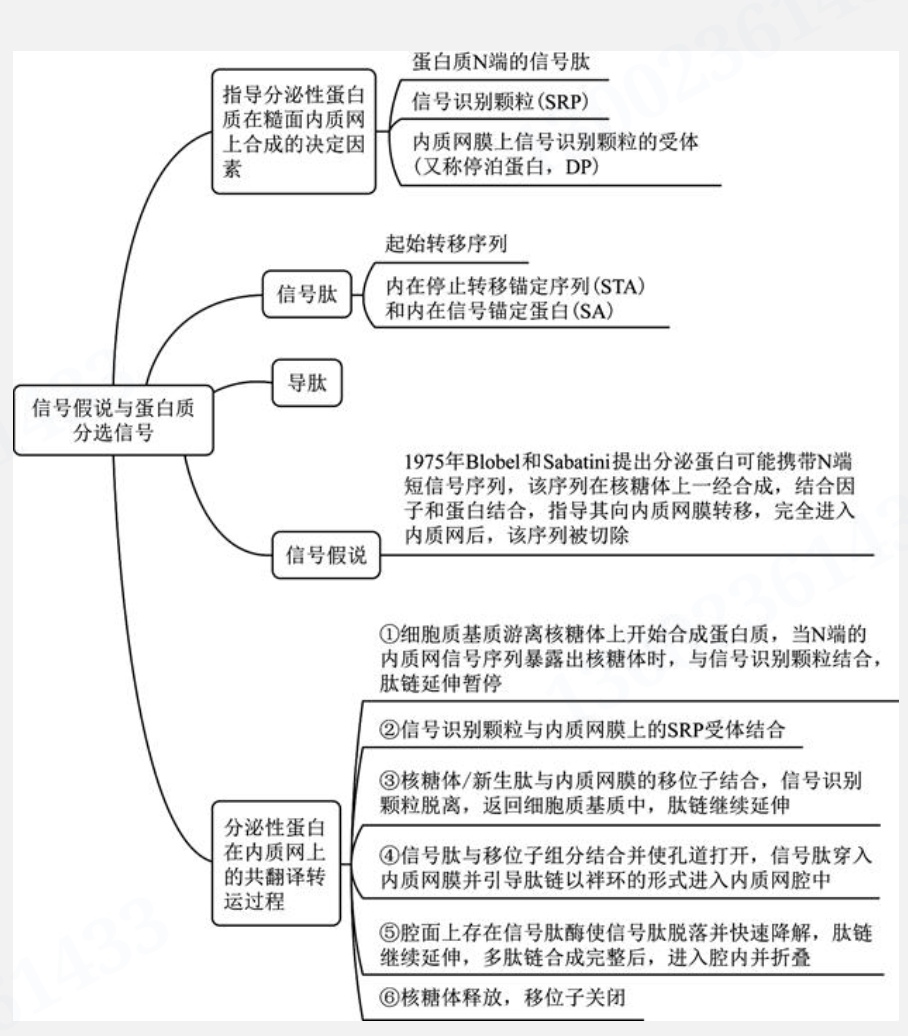 信号假说与蛋白质
分选信号
指导分泌性蛋白
质在糙面内质网
上合成的决定因
素
蛋白质N端的信号肽
信号识别颗粒(SRP)
内质网膜上信号识别颗粒的受体
(又称停泊蛋白，DP)
信号肽
起始转移序列
内在停止转移锚定序列(STA)
和内在信号锚定蛋白(SA)
导肽
信号假说
1975年Blobel和Sabatini提出分泌蛋白可能携带N端
短信号序列，该序列在核糖体上一经合成，结合因
子和蛋白结合，指导其向内质网膜转移，完全进入
内质网后，该序列被切除
分泌性蛋白
在内质网上
的共翻译转
运过程
①细胞质基质游离核糖体上开始合成蛋白质，当N端的
内质网信号序列暴露出核糖体时，与信号识别颗粒结合，
肽链延伸暂停
②信号识别颗粒与内质网膜上的SRP受体结合
③核糖体/新生肽与内质网膜的移位子结合，信号识别
颗粒脱离，返回细胞质基质中，肽链继续延伸
④信号肽与移位子组分结合并使孔道打开，信号肽穿入
内质网膜并引导肽链以袢环的形式进入内质网腔中
⑤腔面上存在信号肽酶使信号肽脱落并快速降解，肽链
继续延伸，多肽链合成完整后，进入腔内并折叠
⑥核糖体释放，移位子关闭